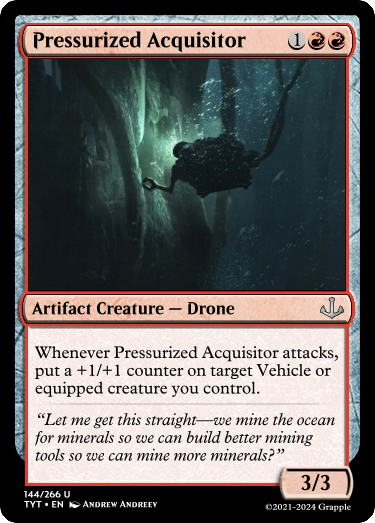 Pressurized Acquisitor 1
Artifact Creature — Drone
Whenever Pressurized Acquisitor attacks,
put a +1/+1 counter on target Vehicle or
equipped creature you control.
“Let me get this straight—we mine the ocean
for minerals so we can build better mining
tools so we can mine more minerals?”
3/3
144/266 U
TYT • EN Andrew Andreev
©2021-2024 Grapple